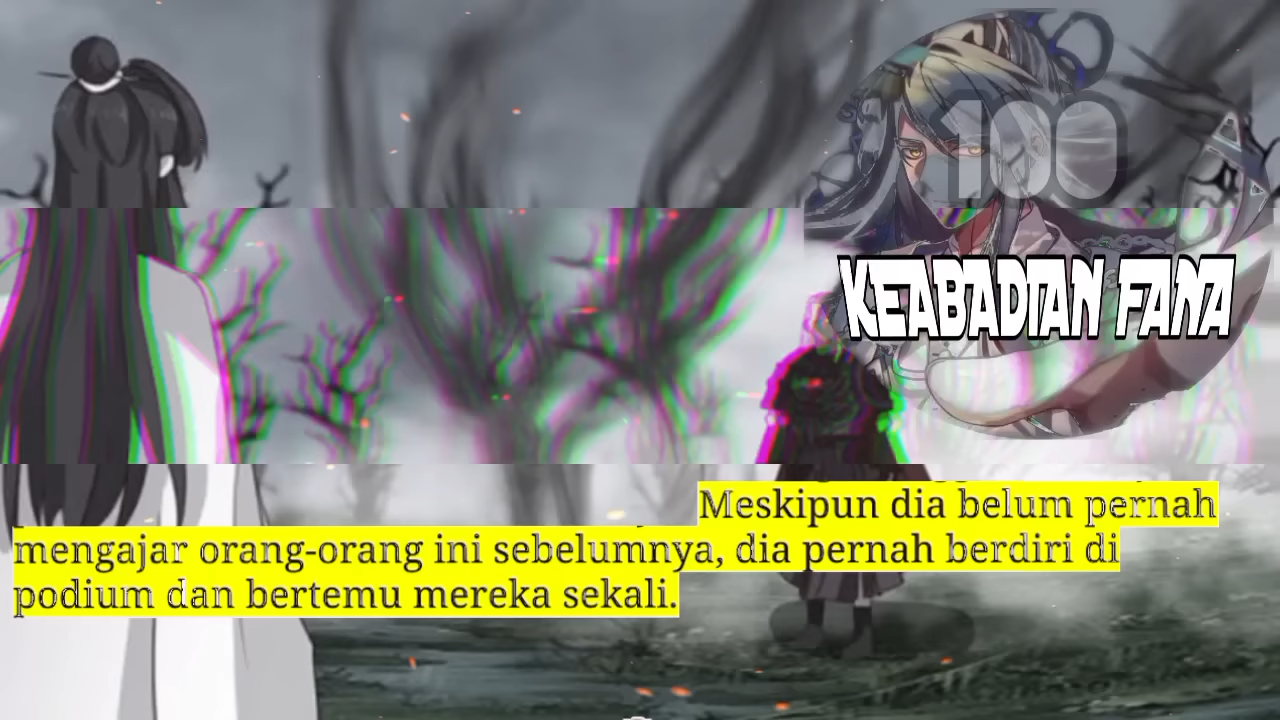 100
KEABADIAN FANA
Meskipun dia belum pernah
mengajar orang-orang ini sebelumnya, dia pernah berdiri di
podium dan bertemu mereka sekali.